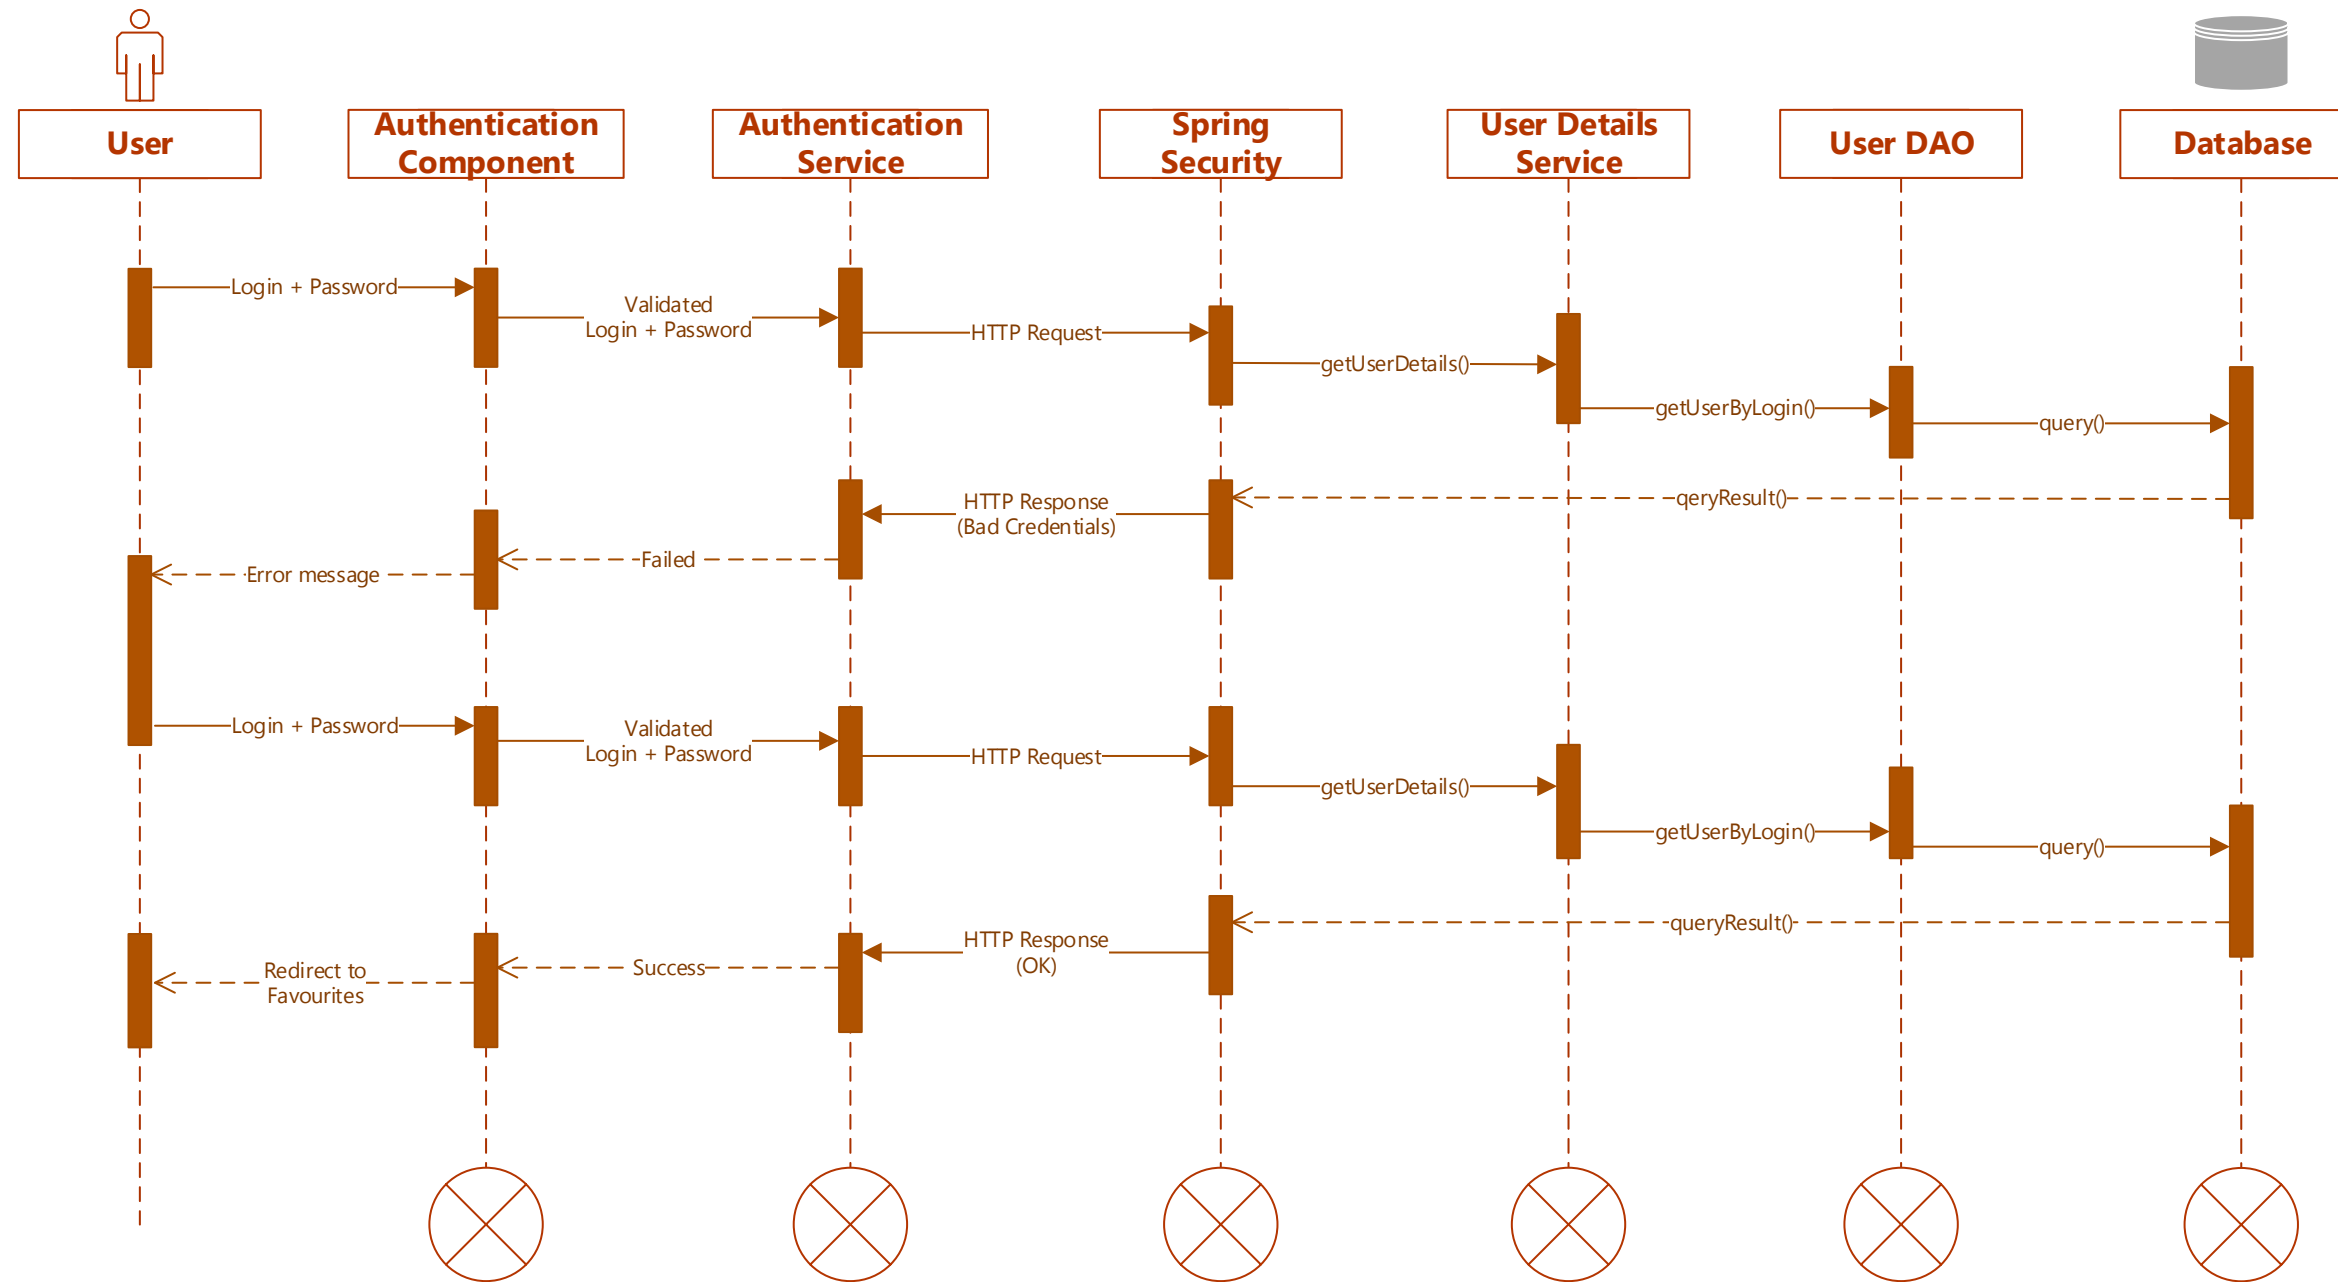 User
Authentication
Component
Authentication
Service
Spring
Security
User Details
Service
User DAO
Database
Login + Password
Validated
Login + Password
HTTP Request
getUserDetails()
getUserByLogin()
query()
qeryResult()
HTTP Response
(Bad Credentials)
Failed
Error message
Login + Password
Validated
Login + Password
HTTP Request
getUserDetails()
getUserByLogin()
query()
queryResult()
HTTP Response
(OK)
Success
Redirect to
Favourites